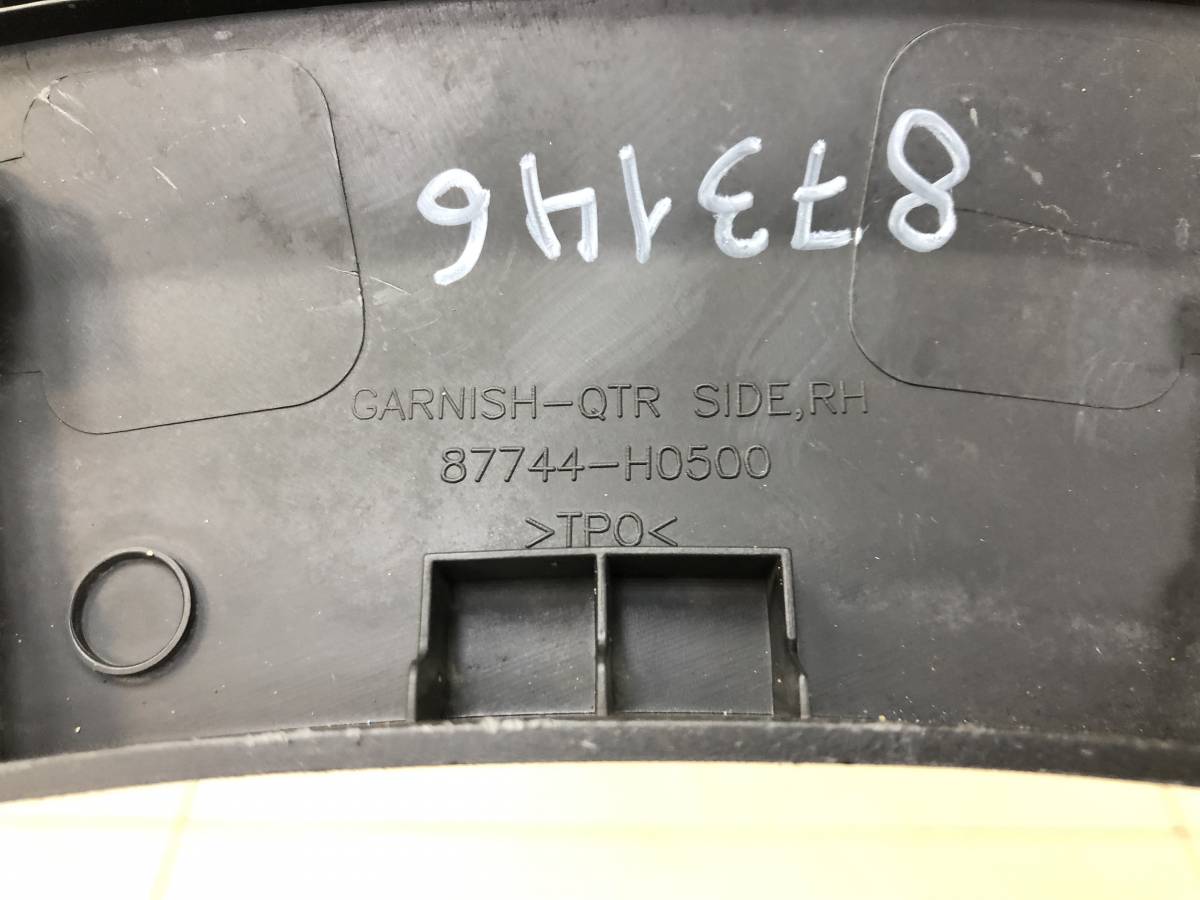 873146
GARNISH-QTR SIDE,RH
87744-H0500
>TPO<